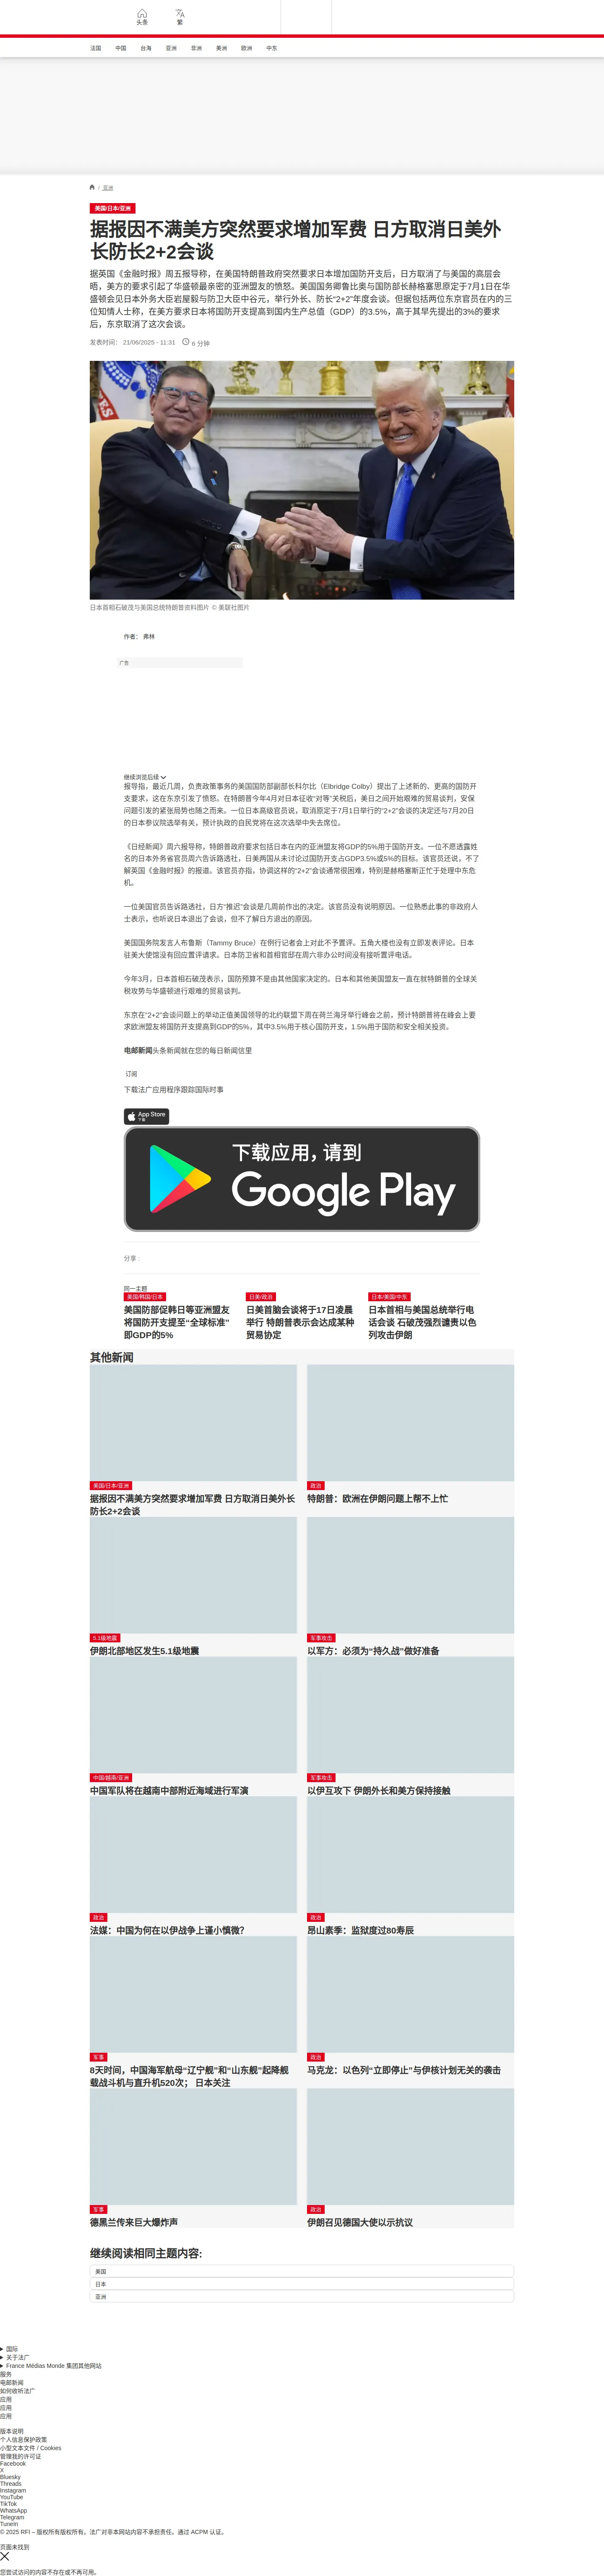 头条
繁
法国
中国
台海
亚洲
非洲
美洲
欧洲
中东
/ 亚洲
美国/日本/亚洲
据报因不满美方突然要求增加军费 日方取消日美外
长防长2+2会谈
据英国《金融时报》周五报导称，在美国特朗普政府突然要求日本增加国防开支后，日方取消了与美国的高层会
晤，美方的要求引起了华盛顿最亲密的亚洲盟友的愤怒。美国国务卿鲁比奥与国防部长赫格塞思原定于7月1日在华
盛顿会见日本外务大臣岩屋毅与防卫大臣中谷元，举行外长、防长“2+2”年度会谈。但据包括两位东京官员在内的三
位知情人士称，在美方要求日本将国防开支提高到国内生产总值（GDP）的3.5%，高于其早先提出的3%的要求
后，东京取消了这次会谈。
发表时间： 21/06/2025 - 11:31
6 分钟
日本首相石破茂与美国总统特朗普资料图片 © 美联社图片
作者： 弗林
广告
继续浏览后续
报导指，最近几周，负责政策事务的美国国防部副部长科尔比（Elbridge Colby）提出了上述新的、更高的国防开
支要求，这在东京引发了愤怒。在特朗普今年4月对日本征收“对等”关税后，美日之间开始艰难的贸易谈判，安保
问题引发的紧张局势也随之而来。一位日本高级官员说，取消原定于7月1日举行的“2+2”会谈的决定还与7月20日
的日本参议院选举有关，预计执政的自民党将在这次选举中失去席位。
《日经新闻》周六报导称，特朗普政府要求包括日本在内的亚洲盟友将GDP的5%用于国防开支。一位不愿透露姓
名的日本外务省官员周六告诉路透社，日美两国从未讨论过国防开支占GDP3.5%或5%的目标。该官员还说，不了
解英国《金融时报》的报道。该官员亦指，协调这样的“2+2”会谈通常很困难，特别是赫格塞斯正忙于处理中东危
机。
一位美国官员告诉路透社，日方“推迟”会谈是几周前作出的决定。该官员没有说明原因。一位熟悉此事的非政府人
士表示，也听说日本退出了会谈，但不了解日方退出的原因。
美国国务院发言人布鲁斯（Tammy Bruce）在例行记者会上对此不予置评。五角大楼也没有立即发表评论。日本
驻美大使馆没有回应置评请求。日本防卫省和首相官邸在周六非办公时间没有接听置评电话。
今年3月，日本首相石破茂表示，国防预算不是由其他国家决定的。日本和其他美国盟友一直在就特朗普的全球关
税攻势与华盛顿进行艰难的贸易谈判。
东京在“2+2”会谈问题上的举动正值美国领导的北约联盟下周在荷兰海牙举行峰会之前，预计特朗普将在峰会上要
求欧洲盟友将国防开支提高到GDP的5%，其中3.5%用于核心国防开支，1.5%用于国防和安全相关投资。
电邮新闻头条新闻就在您的每日新闻信里
订阅
下载法广应用程序跟踪国际时事
App Store
下载
下载应用，请到
Google Play
分享 :
同一主题
美国/韩国/日本
美国防部促韩日等亚洲盟友
将国防开支提至“全球标准”
即GDP的5%
日美/政治
日美首脑会谈将于17日凌晨
举行 特朗普表示会达成某种
贸易协定
日本/美国/中东
日本首相与美国总统举行电
话会谈 石破茂强烈谴责以色
列攻击伊朗
其他新闻
美国/日本/亚洲
据报因不满美方突然要求增加军费 日方取消日美外长
防长2+2会谈
政治
特朗普：欧洲在伊朗问题上帮不上忙
5.1级地震
伊朗北部地区发生5.1级地震
军事攻击
以军方：必须为“持久战”做好准备
中国/越南/亚洲
中国军队将在越南中部附近海域进行军演
军事攻击
以伊互攻下 伊朗外长和美方保持接触
政治
法媒：中国为何在以伊战争上谨小慎微？
政治
昂山素季：监狱度过80寿辰
军事
8天时间，中国海军航母“辽宁舰”和“山东舰”起降舰
载战斗机与直升机520次； 日本关注
政治
马克龙：以色列“立即停止”与伊核计划无关的袭击
军事
德黑兰传来巨大爆炸声
政治
伊朗召见德国大使以示抗议
继续阅读相同主题内容:
美国
日本
亚洲
国际
关于法广
France Médias Monde 集团其他网站
服务
电邮新闻
如何收听法广
应用
应用
应用
版本说明
个人信息保护政策
小型文本文件 / Cookies
管理我的许可证
Facebook
X
Bluesky
Threads
Instagram
YouTube
TikTok
WhatsApp
Telegram
TuneIn
© 2025 RFI – 版权所有版权所有。法广对非本网站内容不承担责任。通过 ACPM 认证。
页面未找到
您尝试访问的内容不存在或不再可用。